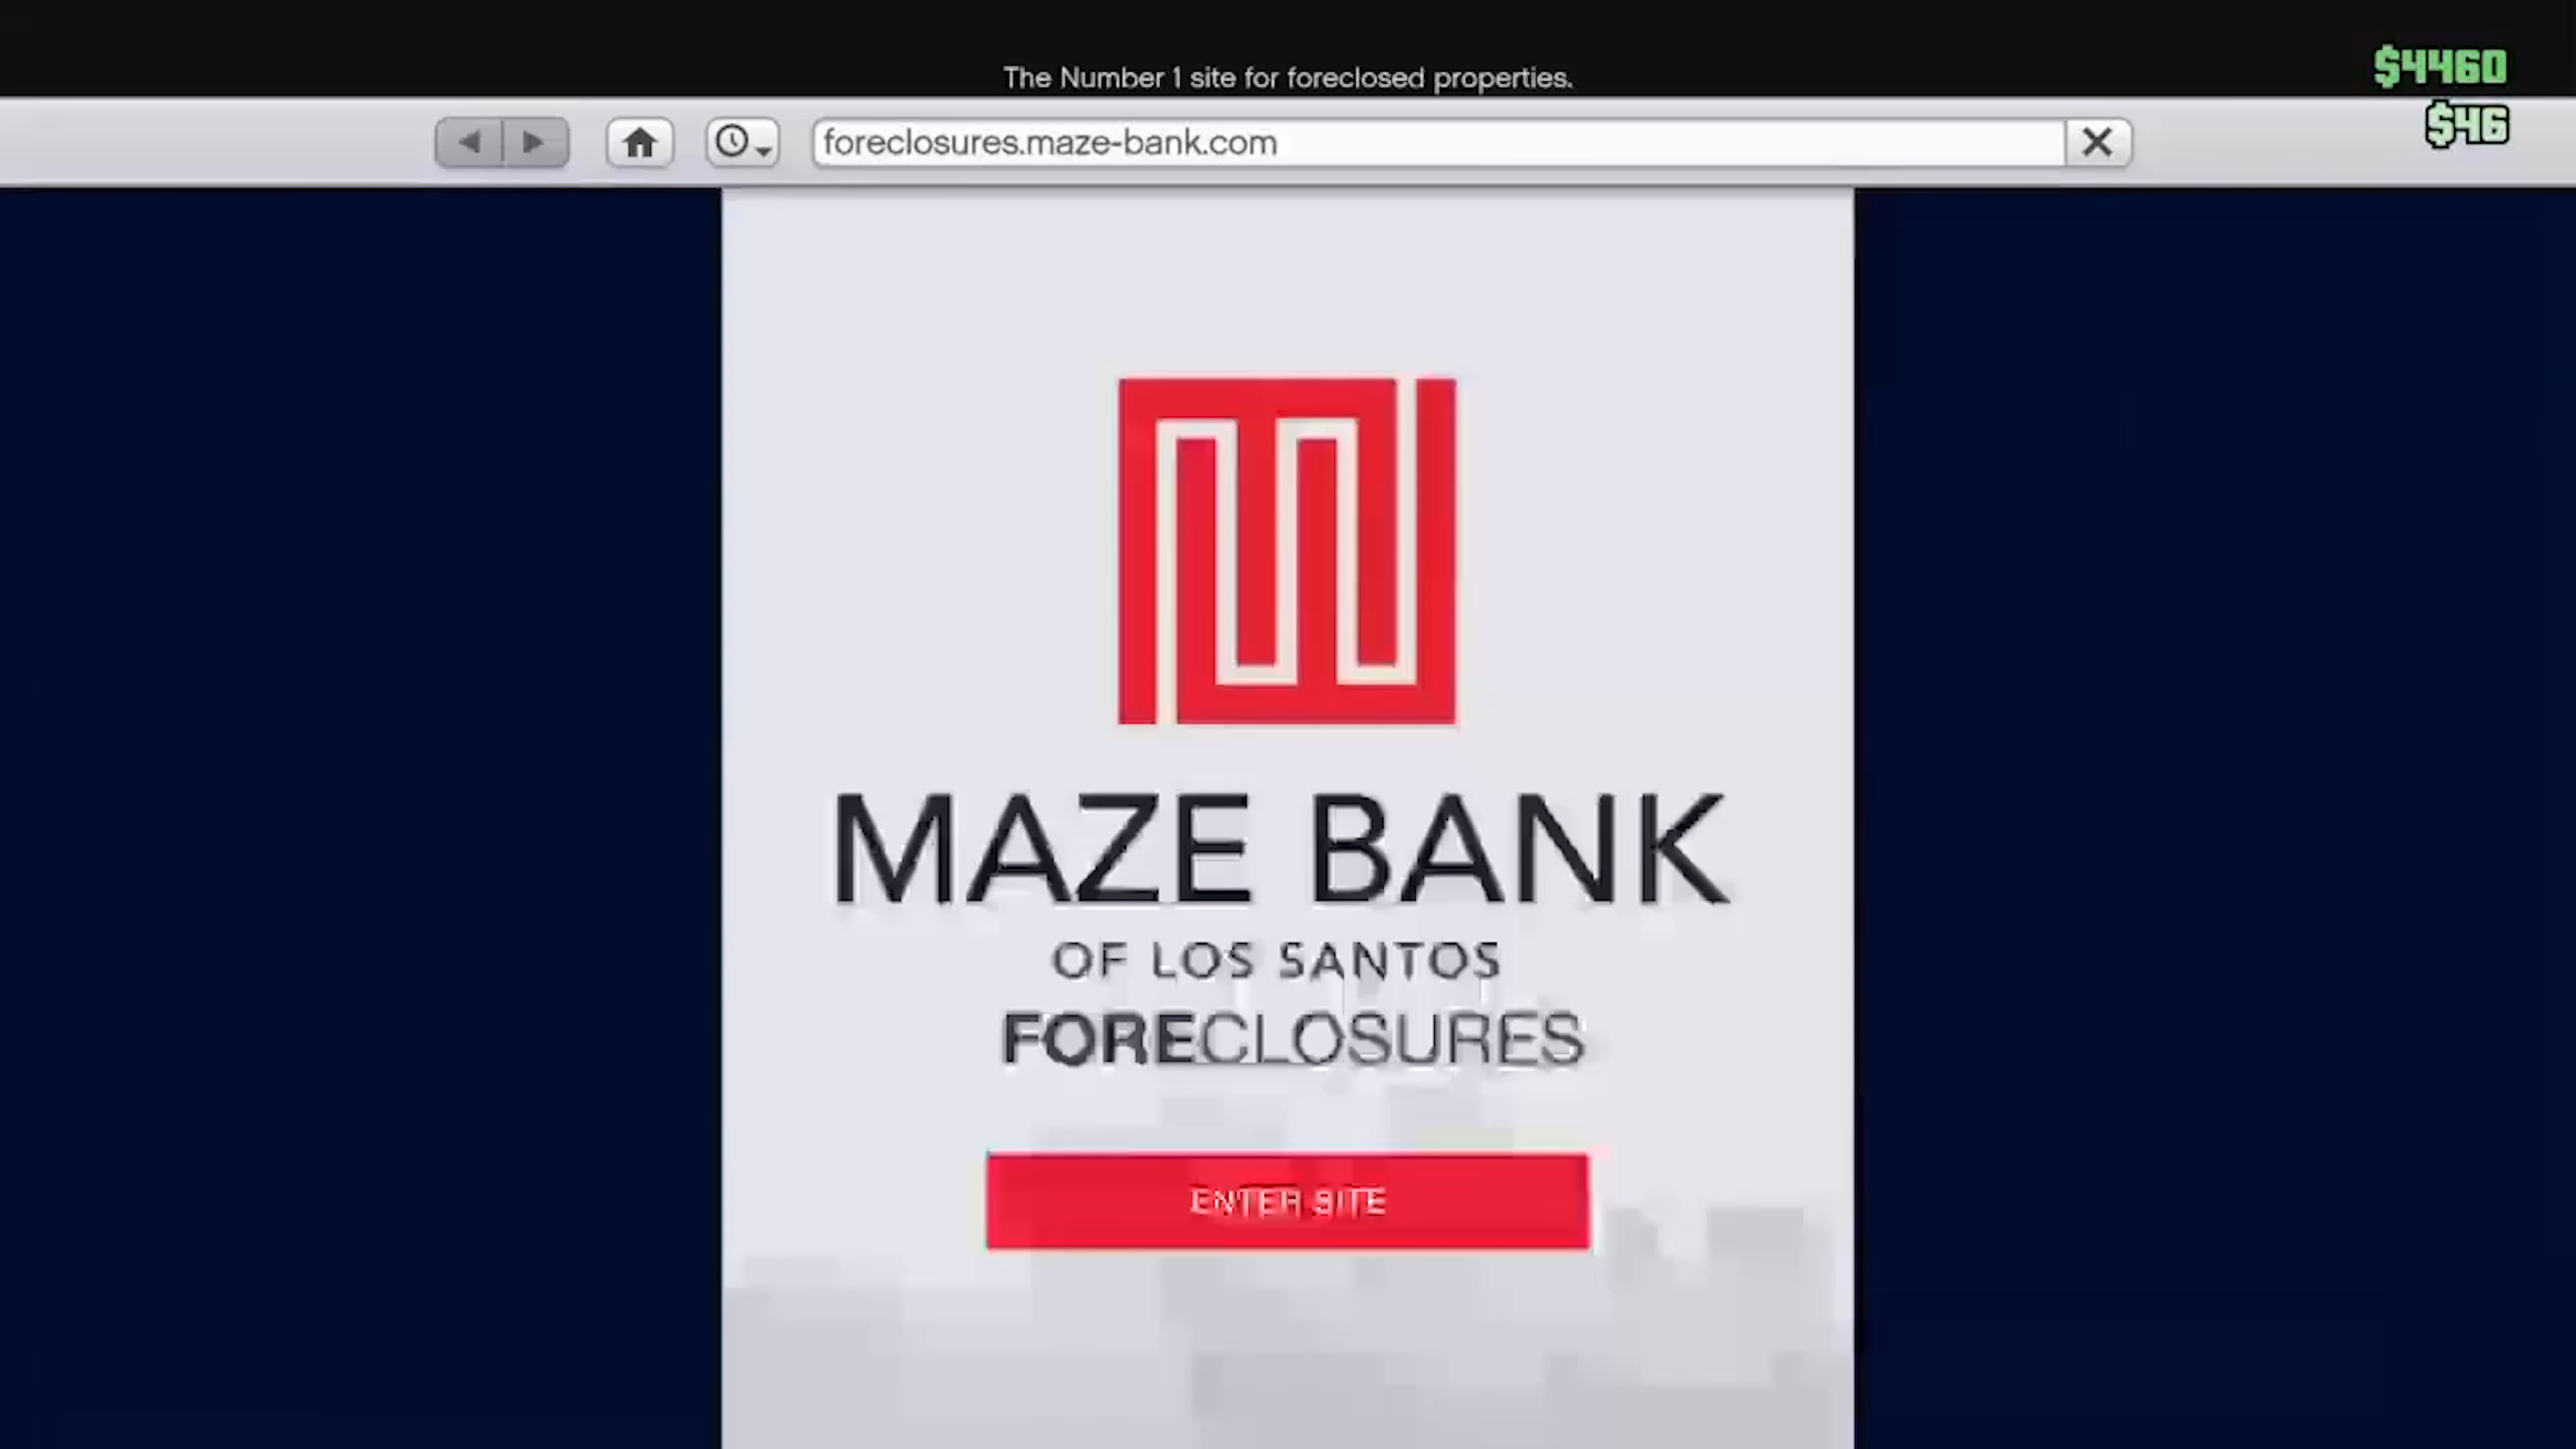 The Number 1 site for foreclosed properties.
$4460
$46
foreclosures.maze-bank.com
MAZE BANK
OF LOS SANTOS
FORECLOSURES
ENTER SITE